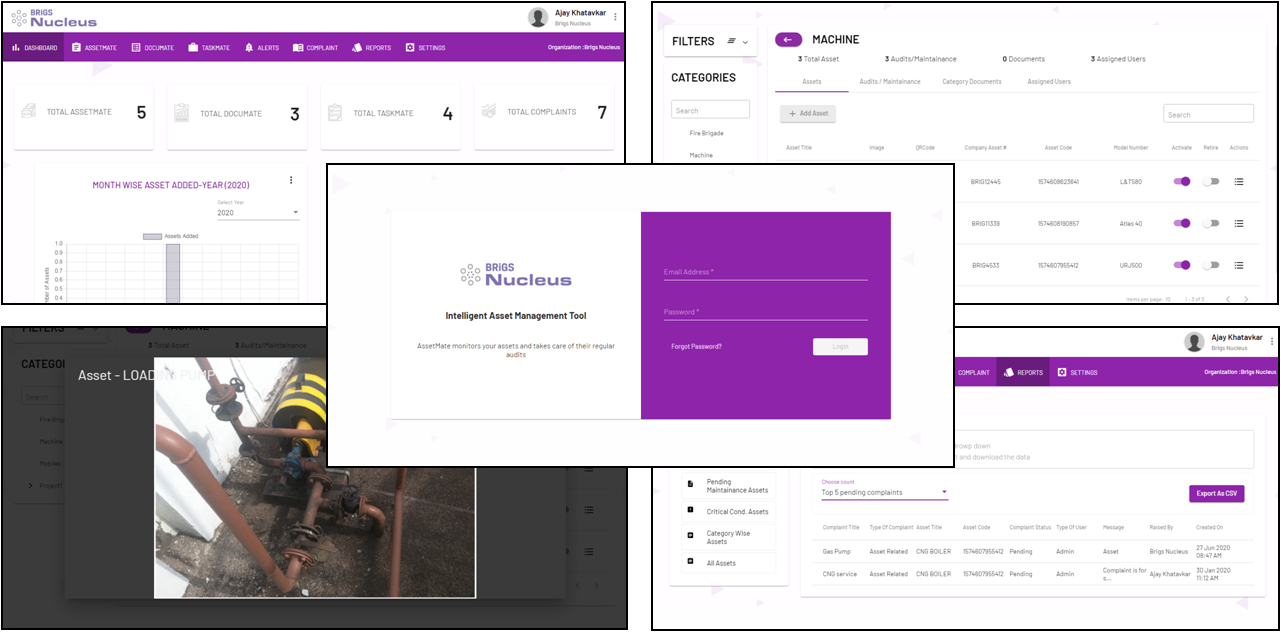 BRiGS
Nucleus
Ajay Khatavkar
Brigs Nucleus
DASHBOARD
ASSETMATE
DOCUMATE
TASKMATE
ALERTS
COMPLAINT
REPORTS
SETTINGS
Organization :Brigs Nucleus
TOTAL ASSETMATE
5
TOTAL DOCUMATE
3
TOTAL TASKMATE
4
TOTAL COMPLAINTS
7
MONTH WISE ASSET ADDED-YEAR (2020)
Select Year
2020
Assets Added
1.0
0.9
0.8
0.7
0.6
0.5
0.4
FILTERS
CATEGORIES
Search
Fire Brigade
Machine
MACHINE
3 Total Asset
3 Audits/Maintainance
0 Documents
3 Assigned Users
Assets
Audits / Maintainance
Category Documents
Assigned Users
+ Add Asset
Search
Asset Title
Image
QRCode
Company Asset #
Asset Code
Model Number
Activate
Retire
Actions
BRIG12445
1574608623641
L&T580
BRIG11339
1574608190857
Atlas 40
BRIG4533
1574607955412
URJ500
Items per page: 10
1 - 3 of 3
BRiGS
Nucleus
Intelligent Asset Management Tool
AssetMate monitors your assets and takes care of their regular
audits
Email Address *
Password *
Forgot Password?
Login
FILTERS
MACHINE
3 Total Asset
3 Audits/Maintainance
Asset - LOADING PUMP
Search
Machine
Mobiles
Ajay Khatavkar
Brigs Nucleus
COMPLAINT
REPORTS
SETTINGS
Organization :Brigs Nucleus
rowp down
and download the data
Pending
Maintainance Assets
Critical Cond. Assets
Category Wise
Assets
All Assets
Choose count
Top 5 pending complaints
Export As CSV
Complaint Title
Type Of Complaint
Asset Title
Asset Code
Complaint Status
Type Of User
Message
Raised By
Created On
Gas Pump
Asset Related
CNG BOILER
1574607955412
Pending
Admin
Asset
Brigs Nucleus
27 Jun 2020
08:47 AM
CNG service
Asset Related
CNG BOILER
1574607955412
Pending
Admin
Complaint is for
s...
Ajay Khatavkar
30 Jan 2020
11:12 AM